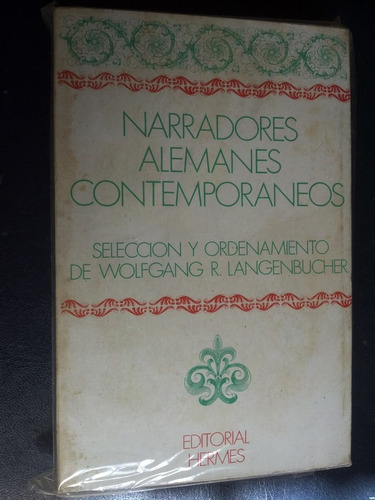 NARRADORES
ALEMANES
CONTEMPORANEOS
SELECCION Y ORDENAMIENTO
DE WOLFGANG R. LANGENBUCHER
EDITORIAL
HERMES